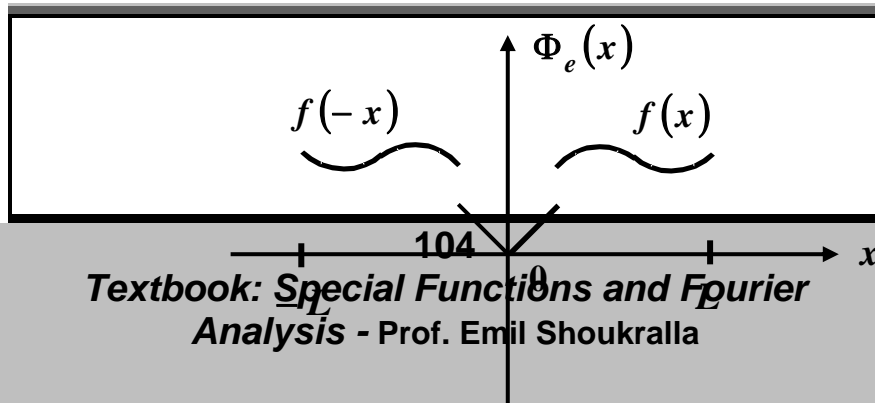 Φₑ(x)
f(− x) f(x)
104 x
− L 0 L
Textbook: Special Functions and Fourier
Analysis - Prof. Emil Shoukralla